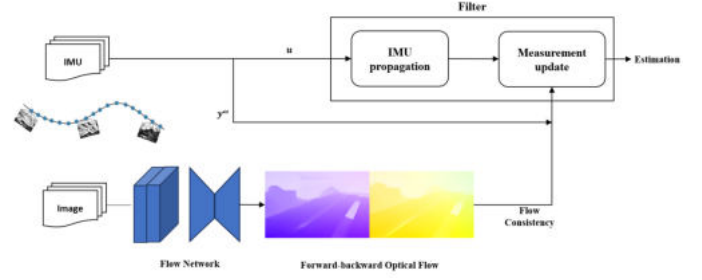 Filter
IMU
u
IMU
propagation
Measurement
update
Estimation
Image
Flow
Consistency
Flow Network
Forward-backward Optical Flow